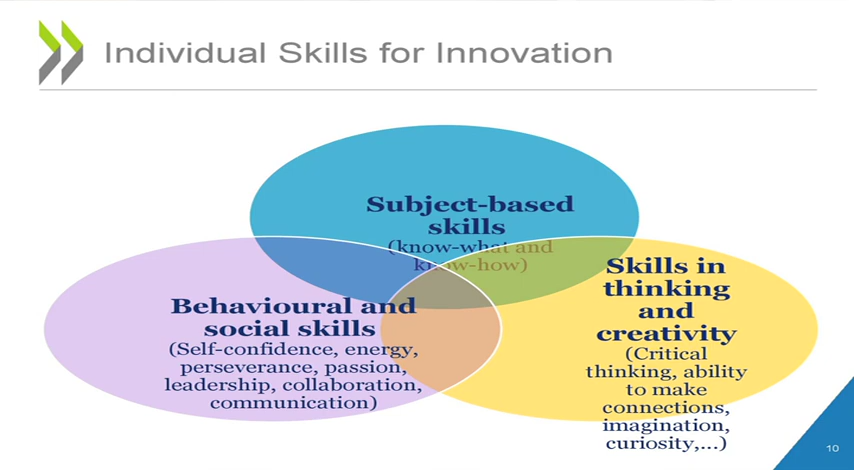 Individual Skills for Innovation
Subject-based
skills
(know-what and
know-how)
Behavioural and
social skills
(Self-confidence, energy,
perseverance, passion,
leadership, collaboration,
communication)
Skills in
thinking
and
creativity
(Critical
thinking, ability
to make
connections,
imagination,
curiosity,...)
10